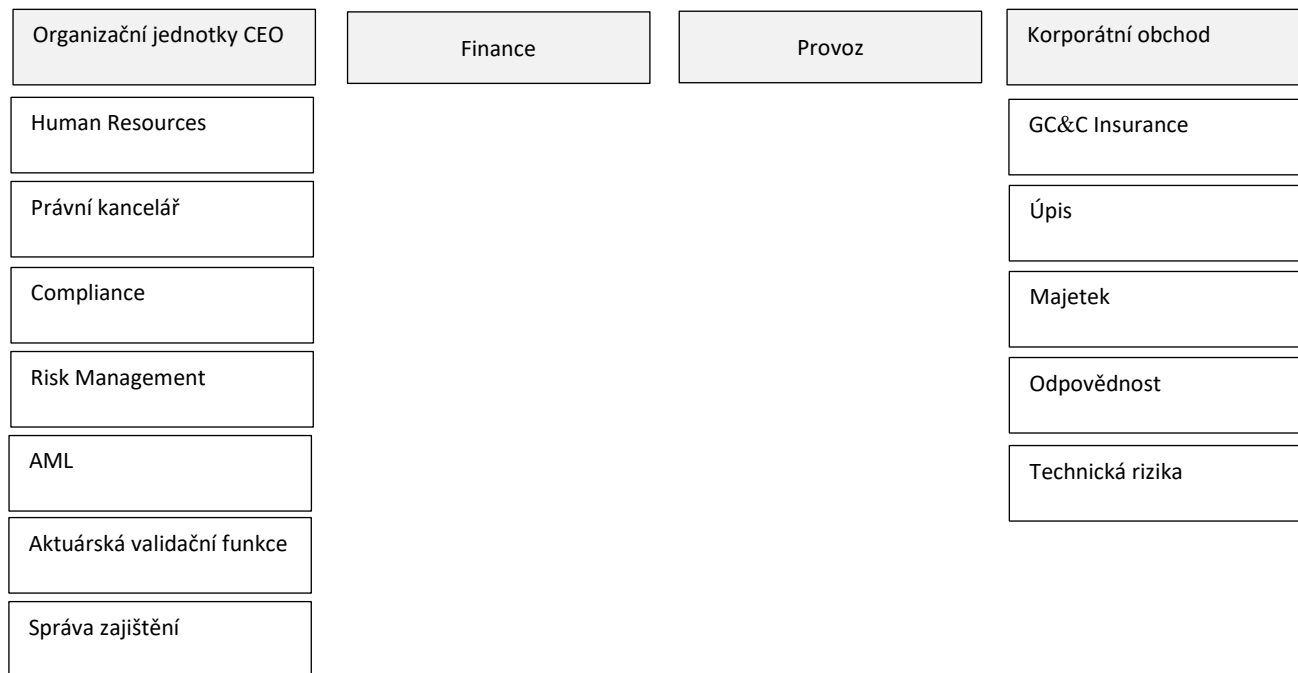 Organizační jednotky CEO
Finance
Provoz
Korporátní obchod
Human Resources
Právní kancelář
Compliance
Risk Management
AML
Aktuárská validační funkce
Správa zajištění
GC&C Insurance
Úpis
Majetek
Odpovědnost
Technická rizika